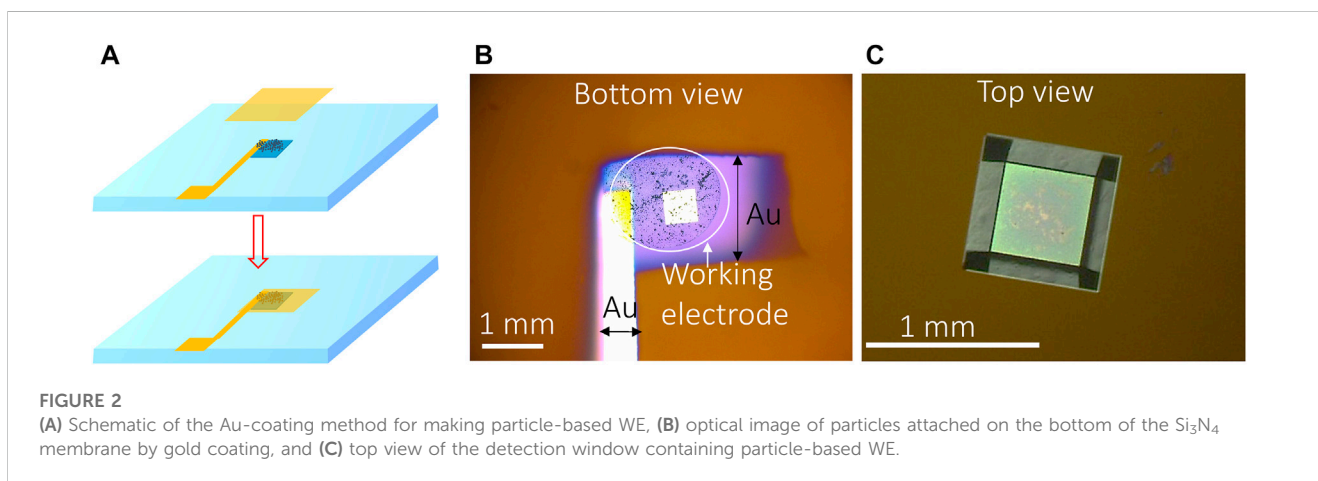 A
B
Bottom view
Au
Working
electrode
Au
1 mm
C
Top view
1 mm
FIGURE 2
(A) Schematic of the Au-coating method for making particle-based WE, (B) optical image of particles attached on the bottom of the Si₃N₄
membrane by gold coating, and (C) top view of the detection window containing particle-based WE.